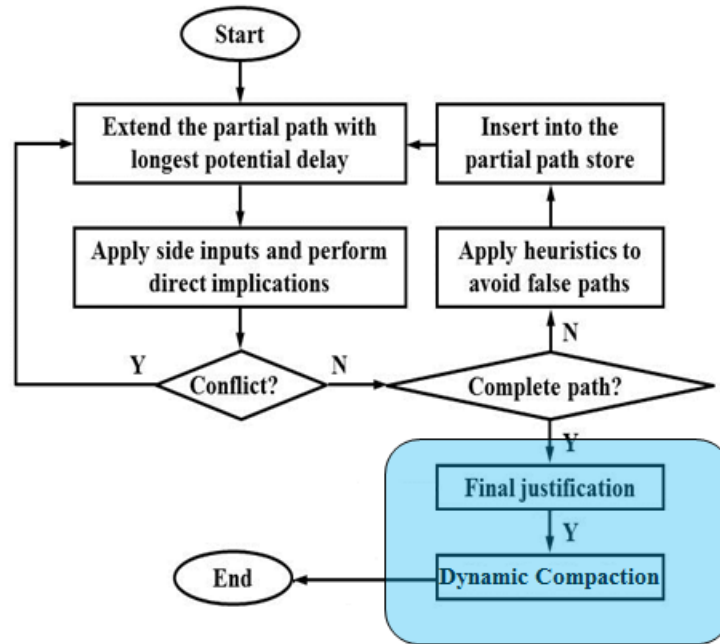 Start
Extend the partial path with
longest potential delay
Insert into the
partial path store
Apply side inputs and perform
direct implications
Apply heuristics to
avoid false paths
Y
Conflict?
N
N
Complete path?
Y
Final justification
Y
End
Dynamic Compaction